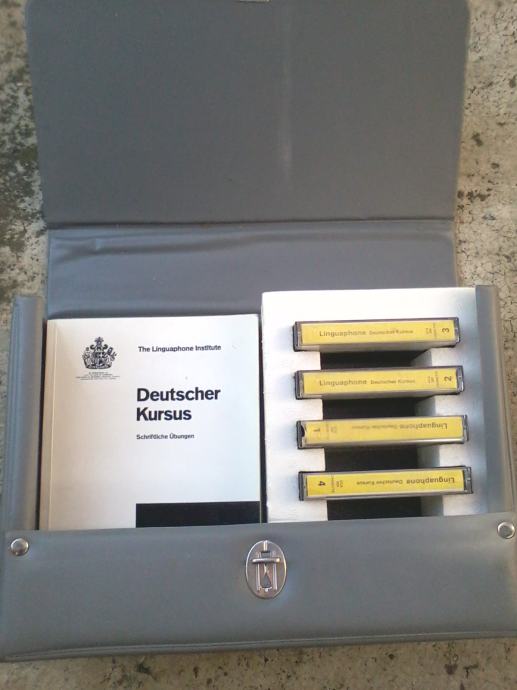 The Linguaphone Institute
Deutscher
Kursus
Schriftliche Übungen
Linguaphone Deutscher Kursus 3
Linguaphone Deutscher Kursus 2
Linguaphone Deutscher Kursus 1
Linguaphone Deutscher Kursus 4